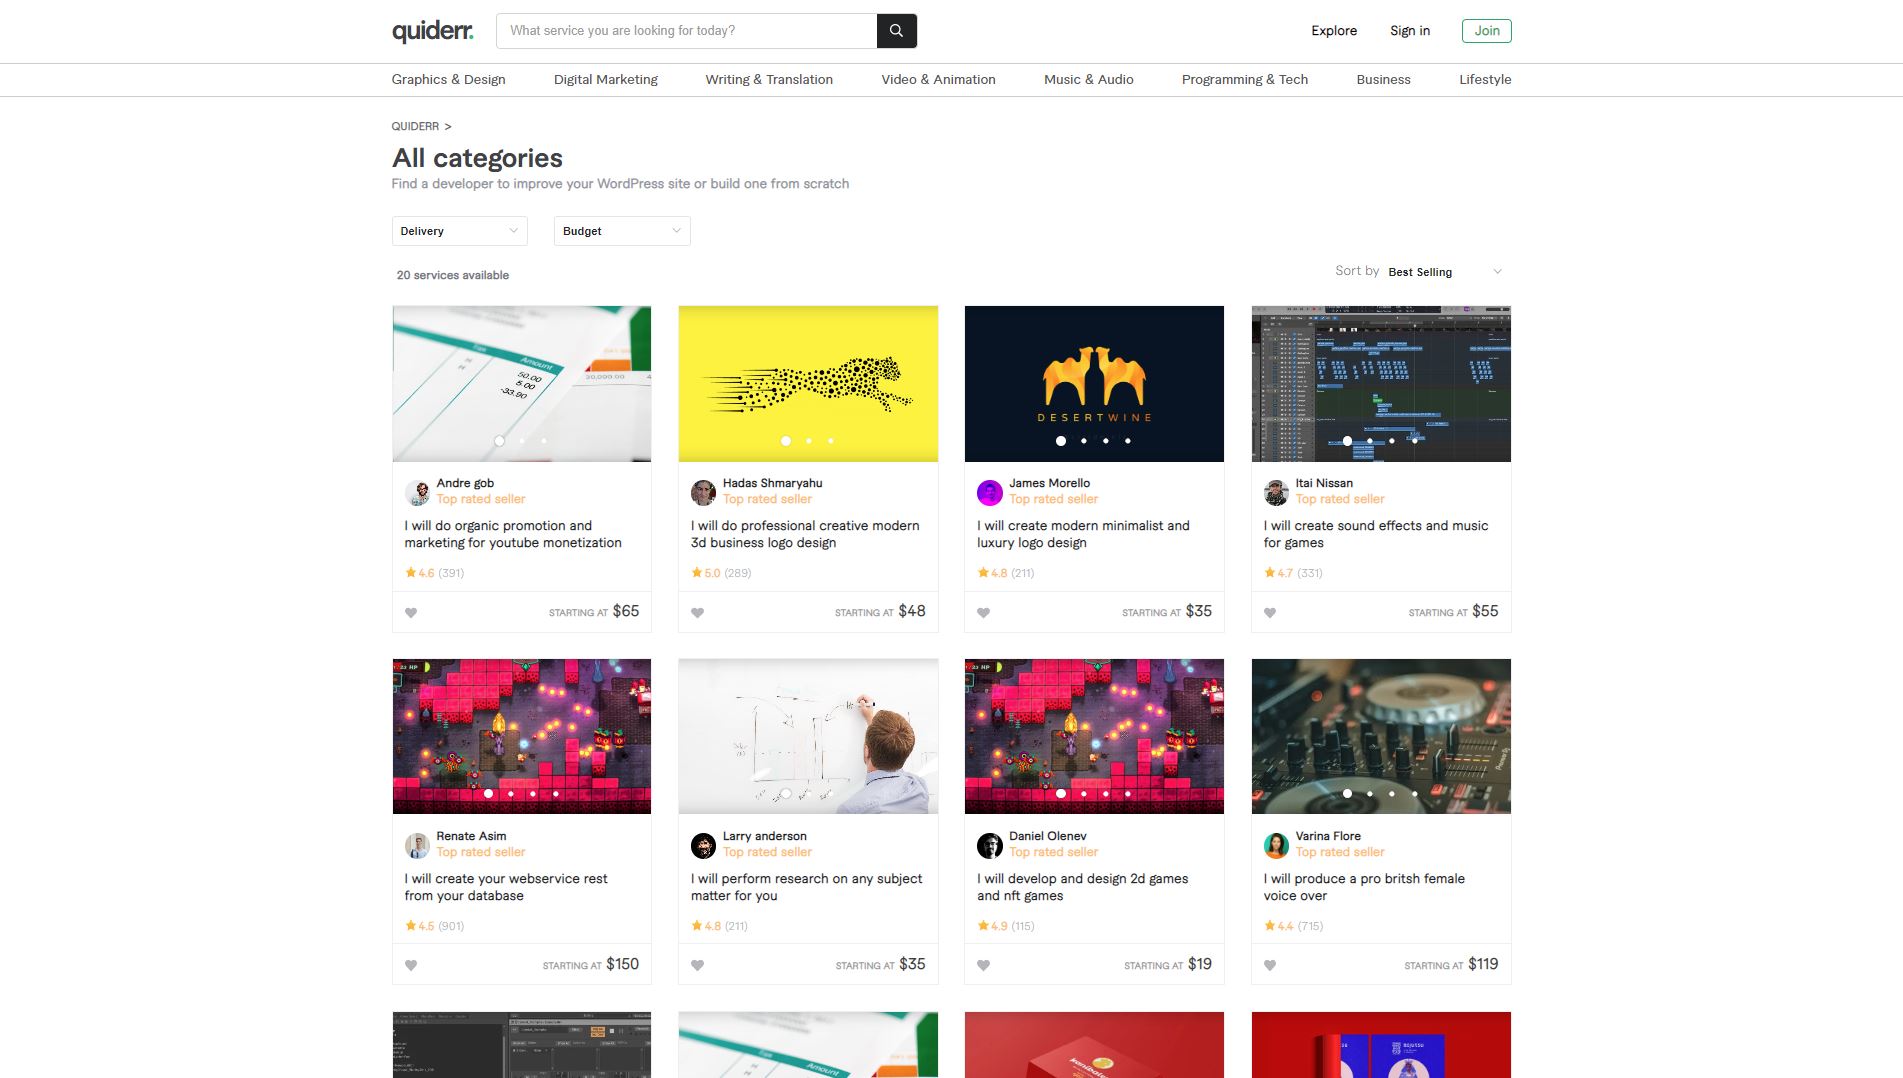 quiderr.
What service you are looking for today?
Explore
Sign in
Join
Graphics & Design
Digital Marketing
Writing & Translation
Video & Animation
Music & Audio
Programming & Tech
Business
Lifestyle
QUIDERR >
All categories
Find a developer to improve your WordPress site or build one from scratch
Delivery
Budget
20 services available
Sort by Best Selling
Amount
50.00
5.00
-33.90
DESERTWINE
Andre gob
Top rated seller
I will do organic promotion and
marketing for youtube monetization
4.6 (391)
STARTING AT $65
Hadas Shmaryahu
Top rated seller
I will do professional creative modern
3d business logo design
5.0 (289)
STARTING AT $48
James Morello
Top rated seller
I will create modern minimalist and
luxury logo design
4.8 (211)
STARTING AT $35
Itai Nissan
Top rated seller
I will create sound effects and music
for games
4.7 (331)
STARTING AT $55
Renate Asim
Top rated seller
I will create your webservice rest
from your database
4.5 (901)
STARTING AT $150
Larry anderson
Top rated seller
I will perform research on any subject
matter for you
4.8 (211)
STARTING AT $35
Daniel Olenev
Top rated seller
I will develop and design 2d games
and nft games
4.9 (115)
STARTING AT $19
Varina Flore
Top rated seller
I will produce a pro britsh female
voice over
4.4 (715)
STARTING AT $119